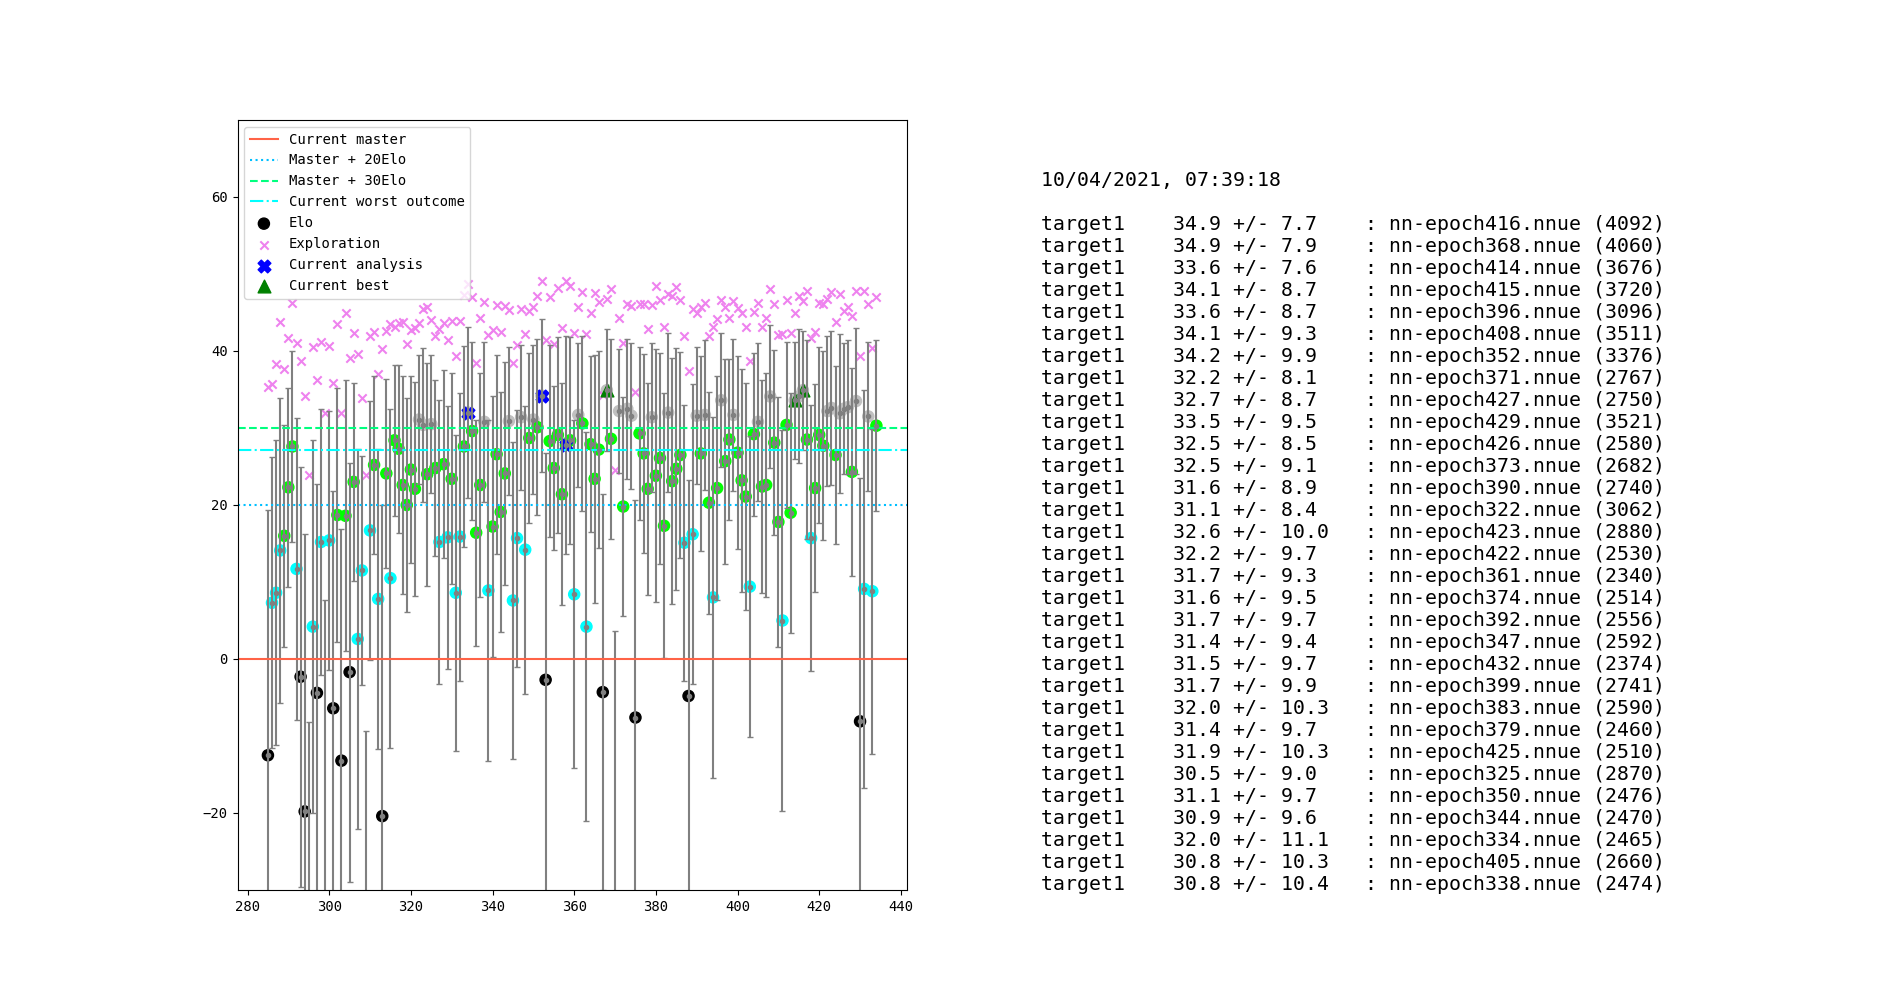 Current master
Master + 20Elo
Master + 30Elo
Current worst outcome
Elo
Exploration
Current analysis
Current best
60
40
20
0
−20
280 300 320 340 360 380 400 420 440
10/04/2021, 07:39:18
target1 34.9 +/- 7.7 : nn-epoch416.nnue (4092)
target1 34.9 +/- 7.9 : nn-epoch368.nnue (4060)
target1 33.6 +/- 7.6 : nn-epoch414.nnue (3676)
target1 34.1 +/- 8.7 : nn-epoch415.nnue (3720)
target1 33.6 +/- 8.7 : nn-epoch396.nnue (3096)
target1 34.1 +/- 9.3 : nn-epoch408.nnue (3511)
target1 34.2 +/- 9.9 : nn-epoch352.nnue (3376)
target1 32.2 +/- 8.1 : nn-epoch371.nnue (2767)
target1 32.7 +/- 8.7 : nn-epoch427.nnue (2750)
target1 33.5 +/- 9.5 : nn-epoch429.nnue (3521)
target1 32.5 +/- 8.5 : nn-epoch426.nnue (2580)
target1 32.5 +/- 9.1 : nn-epoch373.nnue (2682)
target1 31.6 +/- 8.9 : nn-epoch390.nnue (2740)
target1 31.1 +/- 8.4 : nn-epoch322.nnue (3062)
target1 32.6 +/- 10.0 : nn-epoch423.nnue (2880)
target1 32.2 +/- 9.7 : nn-epoch422.nnue (2530)
target1 31.7 +/- 9.3 : nn-epoch361.nnue (2340)
target1 31.6 +/- 9.5 : nn-epoch374.nnue (2514)
target1 31.7 +/- 9.7 : nn-epoch392.nnue (2556)
target1 31.4 +/- 9.4 : nn-epoch347.nnue (2592)
target1 31.5 +/- 9.7 : nn-epoch432.nnue (2374)
target1 31.7 +/- 9.9 : nn-epoch399.nnue (2741)
target1 32.0 +/- 10.3 : nn-epoch383.nnue (2590)
target1 31.4 +/- 9.7 : nn-epoch379.nnue (2460)
target1 31.9 +/- 10.3 : nn-epoch425.nnue (2510)
target1 30.5 +/- 9.0 : nn-epoch325.nnue (2870)
target1 31.1 +/- 9.7 : nn-epoch350.nnue (2476)
target1 30.9 +/- 9.6 : nn-epoch344.nnue (2470)
target1 32.0 +/- 11.1 : nn-epoch334.nnue (2465)
target1 30.8 +/- 10.3 : nn-epoch405.nnue (2660)
target1 30.8 +/- 10.4 : nn-epoch338.nnue (2474)